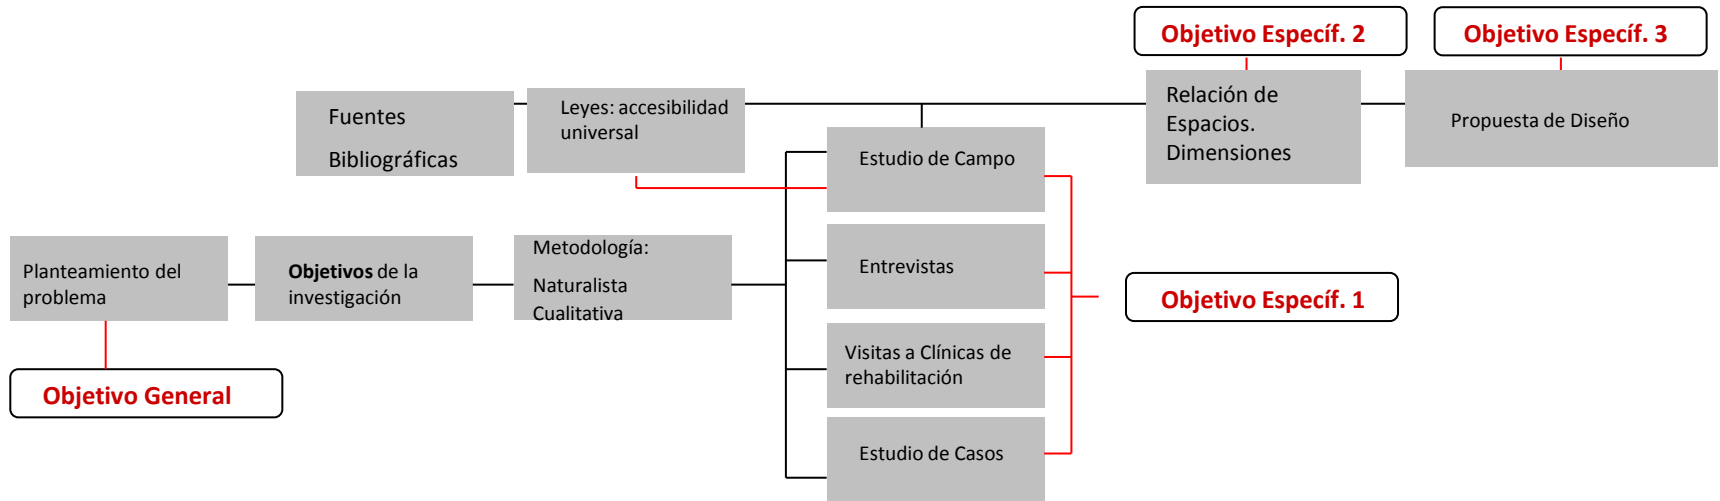 Objetivo Específ. 2
Objetivo Específ. 3
Fuentes
Bibliográficas
Leyes: accesibilidad
universal
Relación de
Espacios.
Dimensiones
Propuesta de Diseño
Estudio de Campo
Planteamiento del
problema
Objetivos de la
investigación
Metodología:
Naturalista
Cualitativa
Entrevistas
Objetivo Específ. 1
Visitas a Clínicas de
rehabilitación
Objetivo General
Estudio de Casos